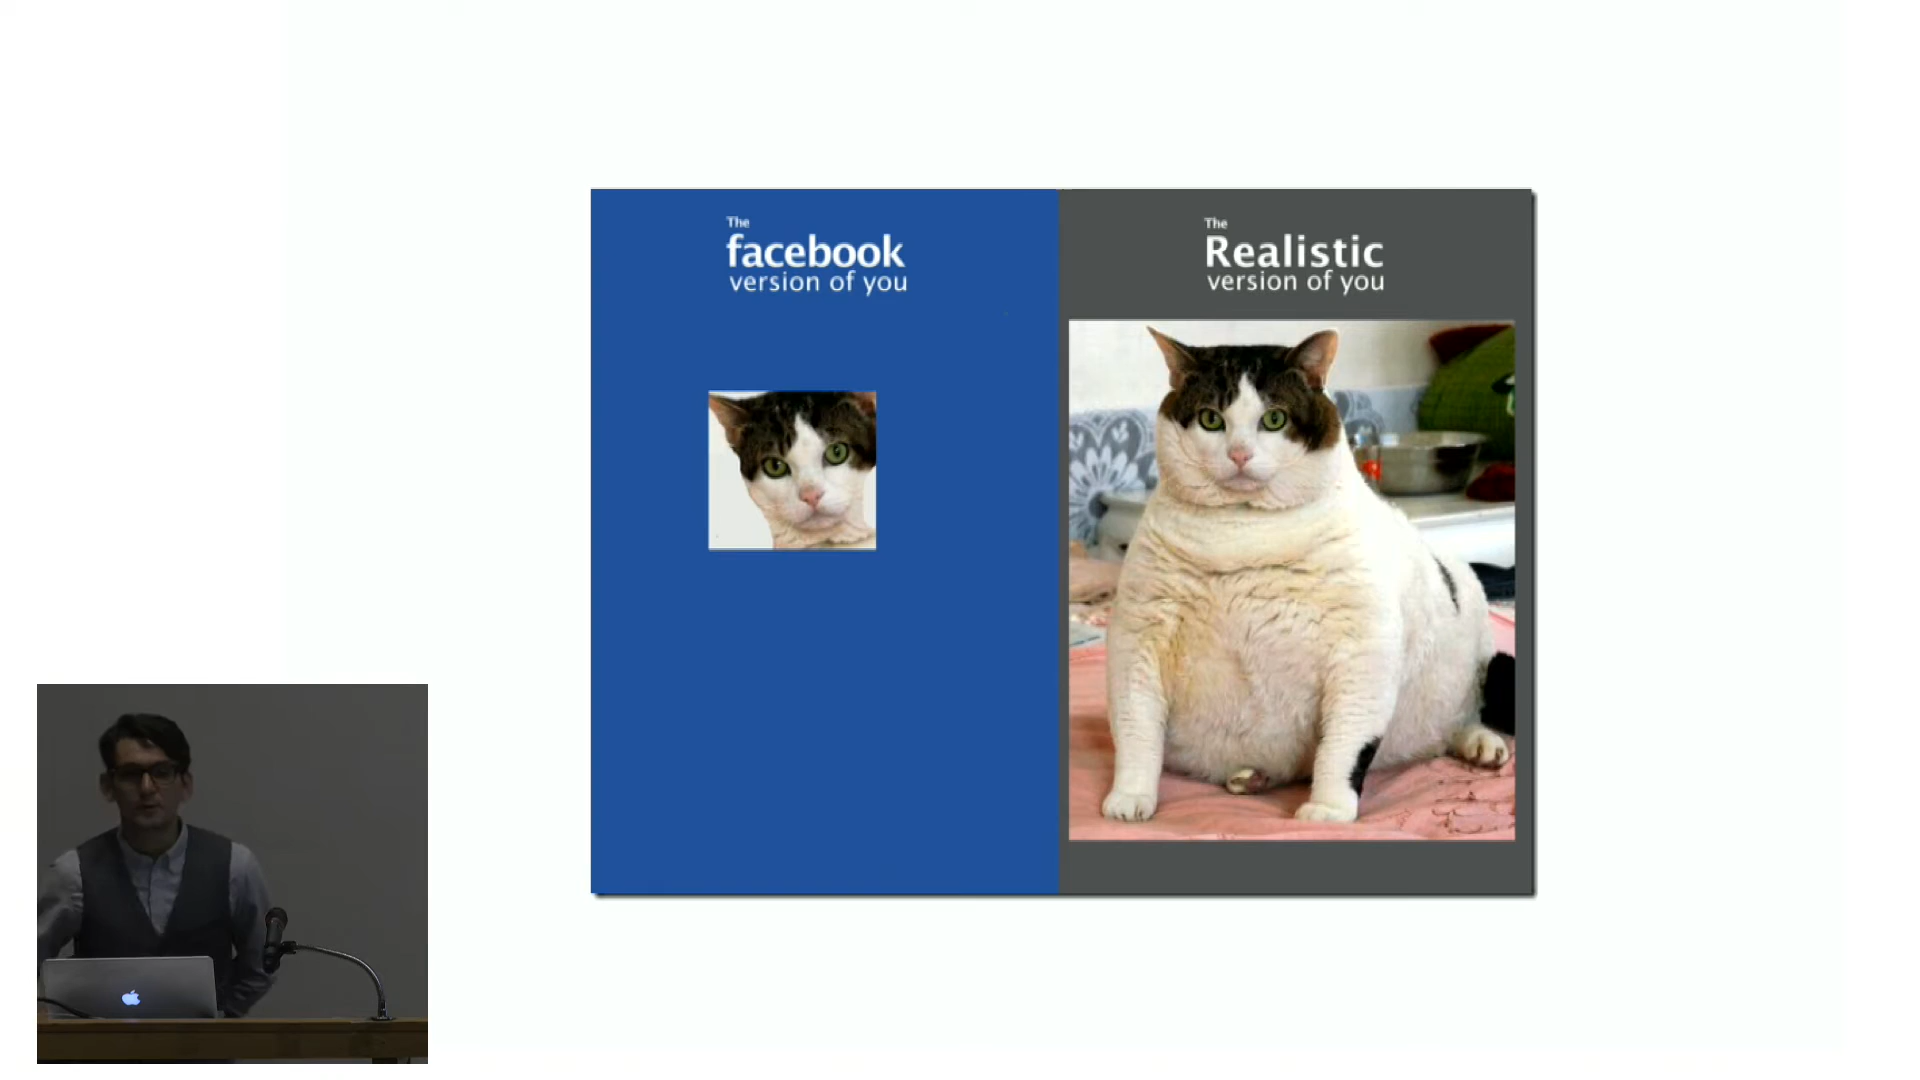 The
facebook
version of you
The
Realistic
version of you